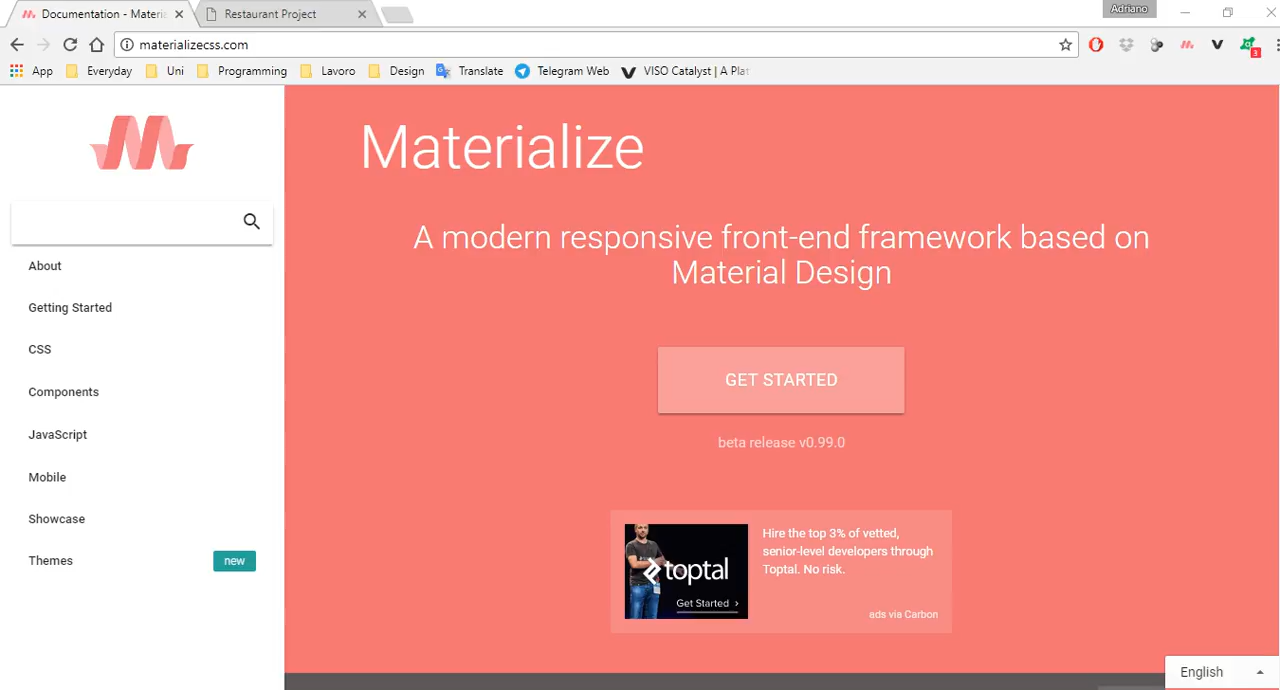 Documentation - Materia
Restaurant Project
Adriano
materializecss.com
3
App
Everyday
Uni
Programming
Lavoro
Design
Translate
Telegram Web
VISO Catalyst | A Plat
Materialize
A modern responsive front-end framework based on
Material Design
About
Getting Started
CSS
Components
JavaScript
Mobile
Showcase
Themes
new
GET STARTED
beta release v0.99.0
toptal
Get Started ›
Hire the top 3% of vetted,
senior-level developers through
Toptal. No risk.
ads via Carbon
English